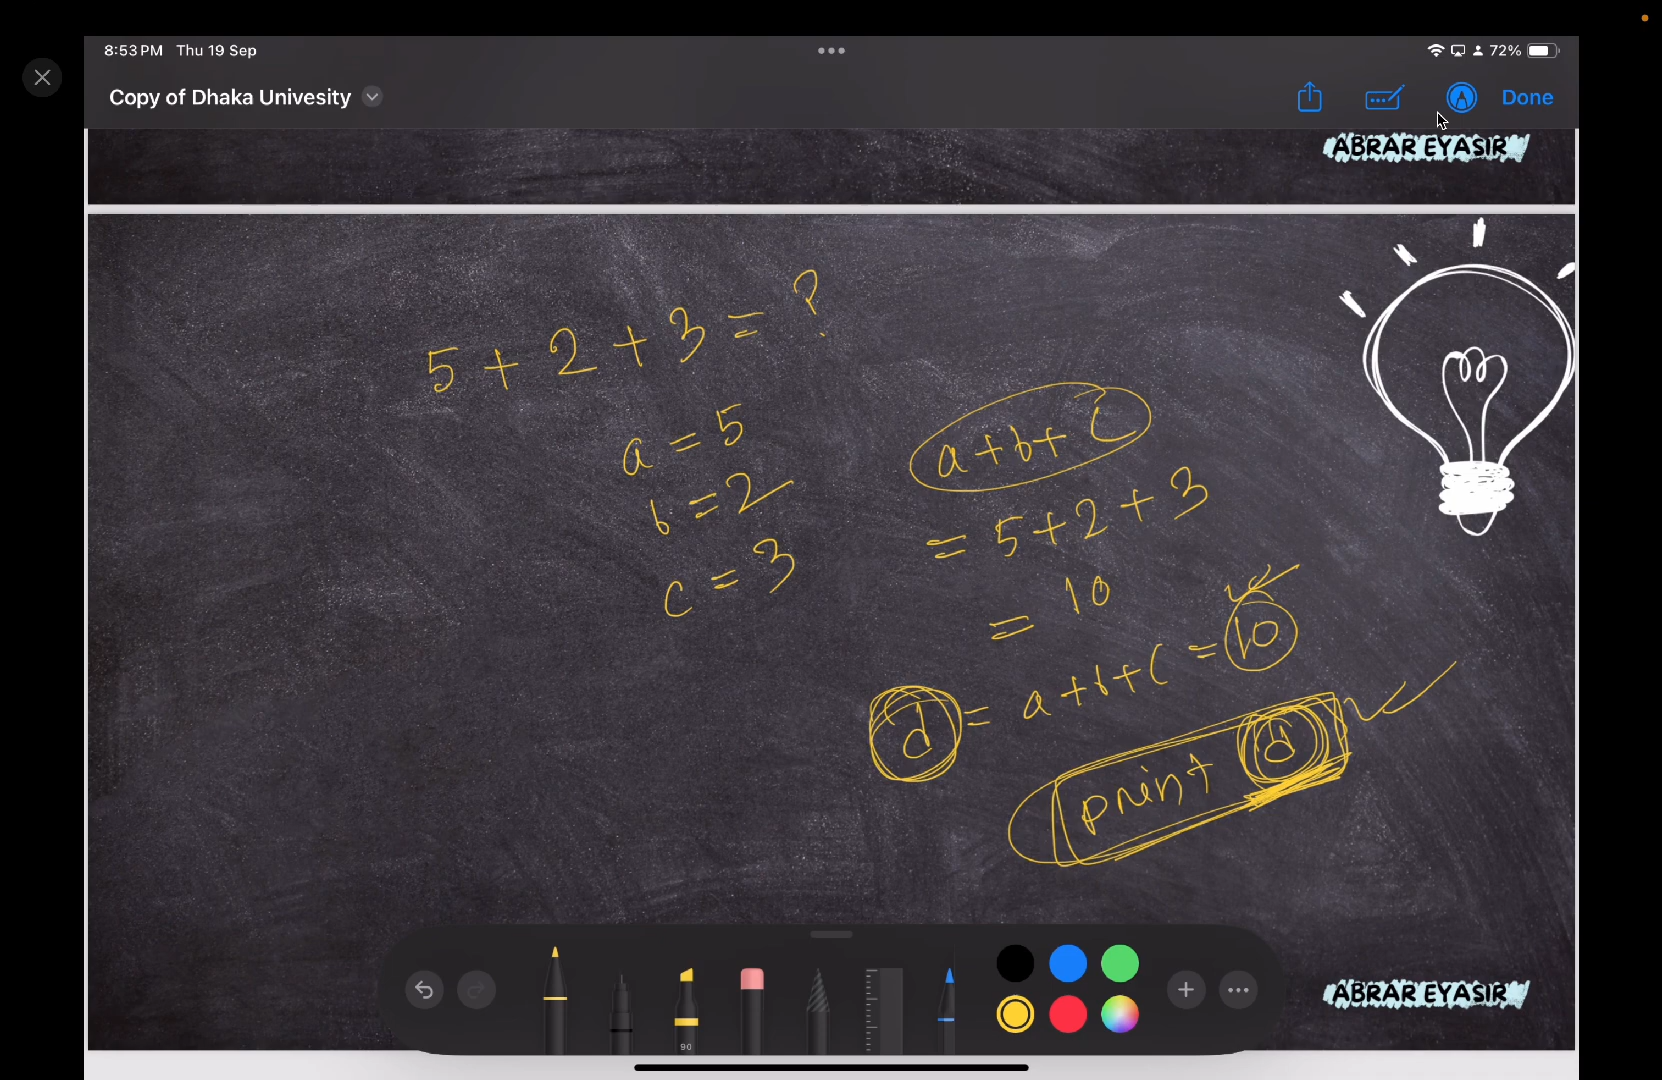 8:53 PM Thu 19 Sep
72%
Copy of Dhaka Univesity
Done
ABRAR EYASIR
5 + 2 + 3 = ?
a = 5
b = 2
c = 3
a + b + c
= 5 + 2 + 3
= 10
d = a + b + c = 10
print d
90
ABRAR EYASIR